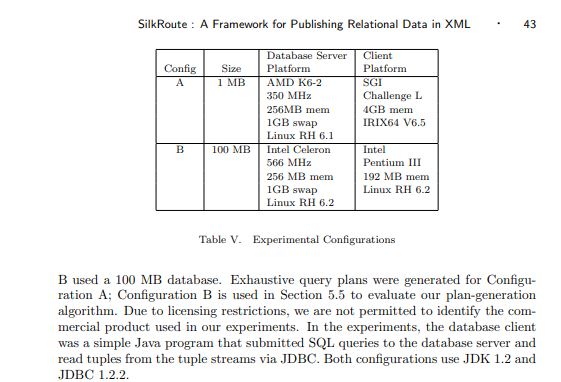 SilkRoute : A Framework for Publishing Relational Data in XML · 43
Database Server Client
Config Size Platform Platform
A 1 MB AMD K6-2 SGI
350 MHz Challenge L
256MB mem 4GB mem
1GB swap IRIX64 V6.5
Linux RH 6.1
B 100 MB Intel Celeron Intel
566 MHz Pentium III
256 MB mem 192 MB mem
1GB swap Linux RH 6.2
Linux RH 6.2
Table V. Experimental Configurations
B used a 100 MB database. Exhaustive query plans were generated for Configu-
ration A; Configuration B is used in Section 5.5 to evaluate our plan-generation
algorithm. Due to licensing restrictions, we are not permitted to identify the com-
mercial product used in our experiments. In the experiments, the database client
was a simple Java program that submitted SQL queries to the database server and
read tuples from the tuple streams via JDBC. Both configurations use JDK 1.2 and
JDBC 1.2.2.